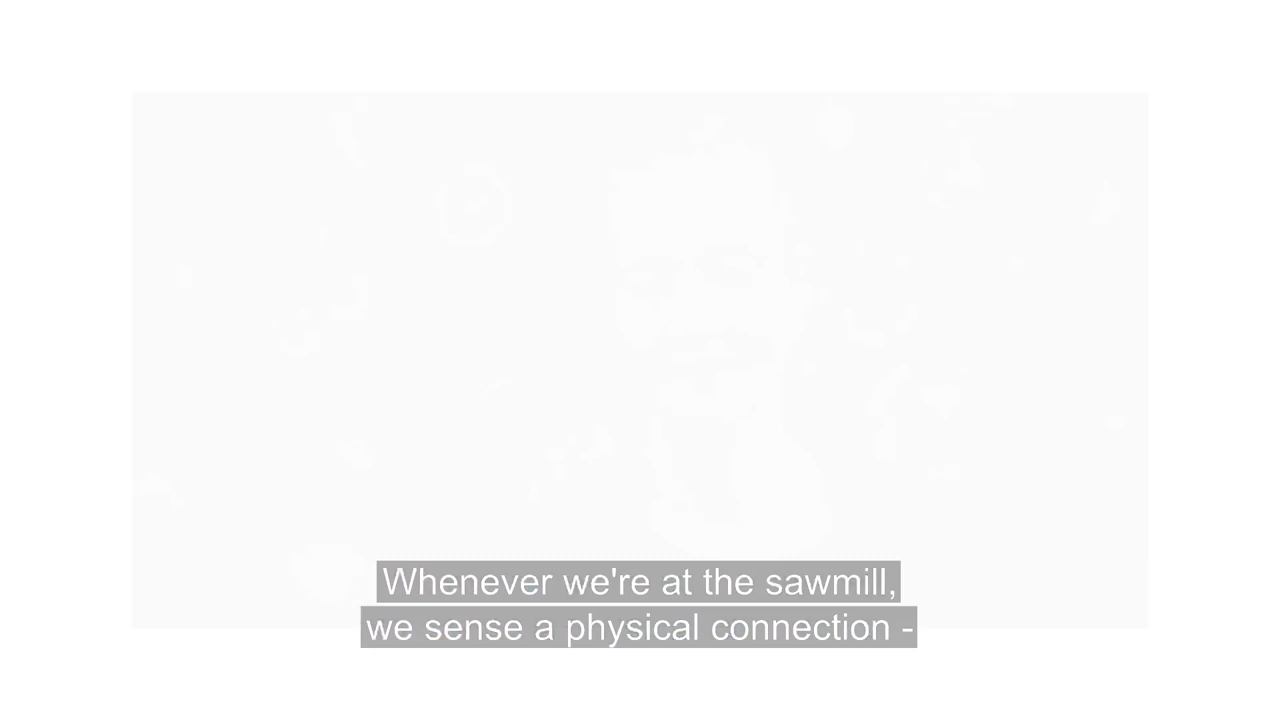 Whenever we're at the sawmill,
we sense a physical connection -